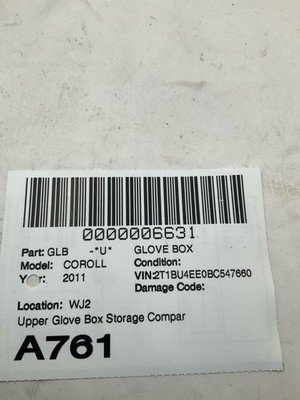 0000006631
Part: GLB -*U* GLOVE BOX
Model: COROLL Condition:
Year: 2011 VIN:2T1BU4EE0BC547660
Damage Code:
Location: WJ2
Upper Glove Box Storage Compar
A761